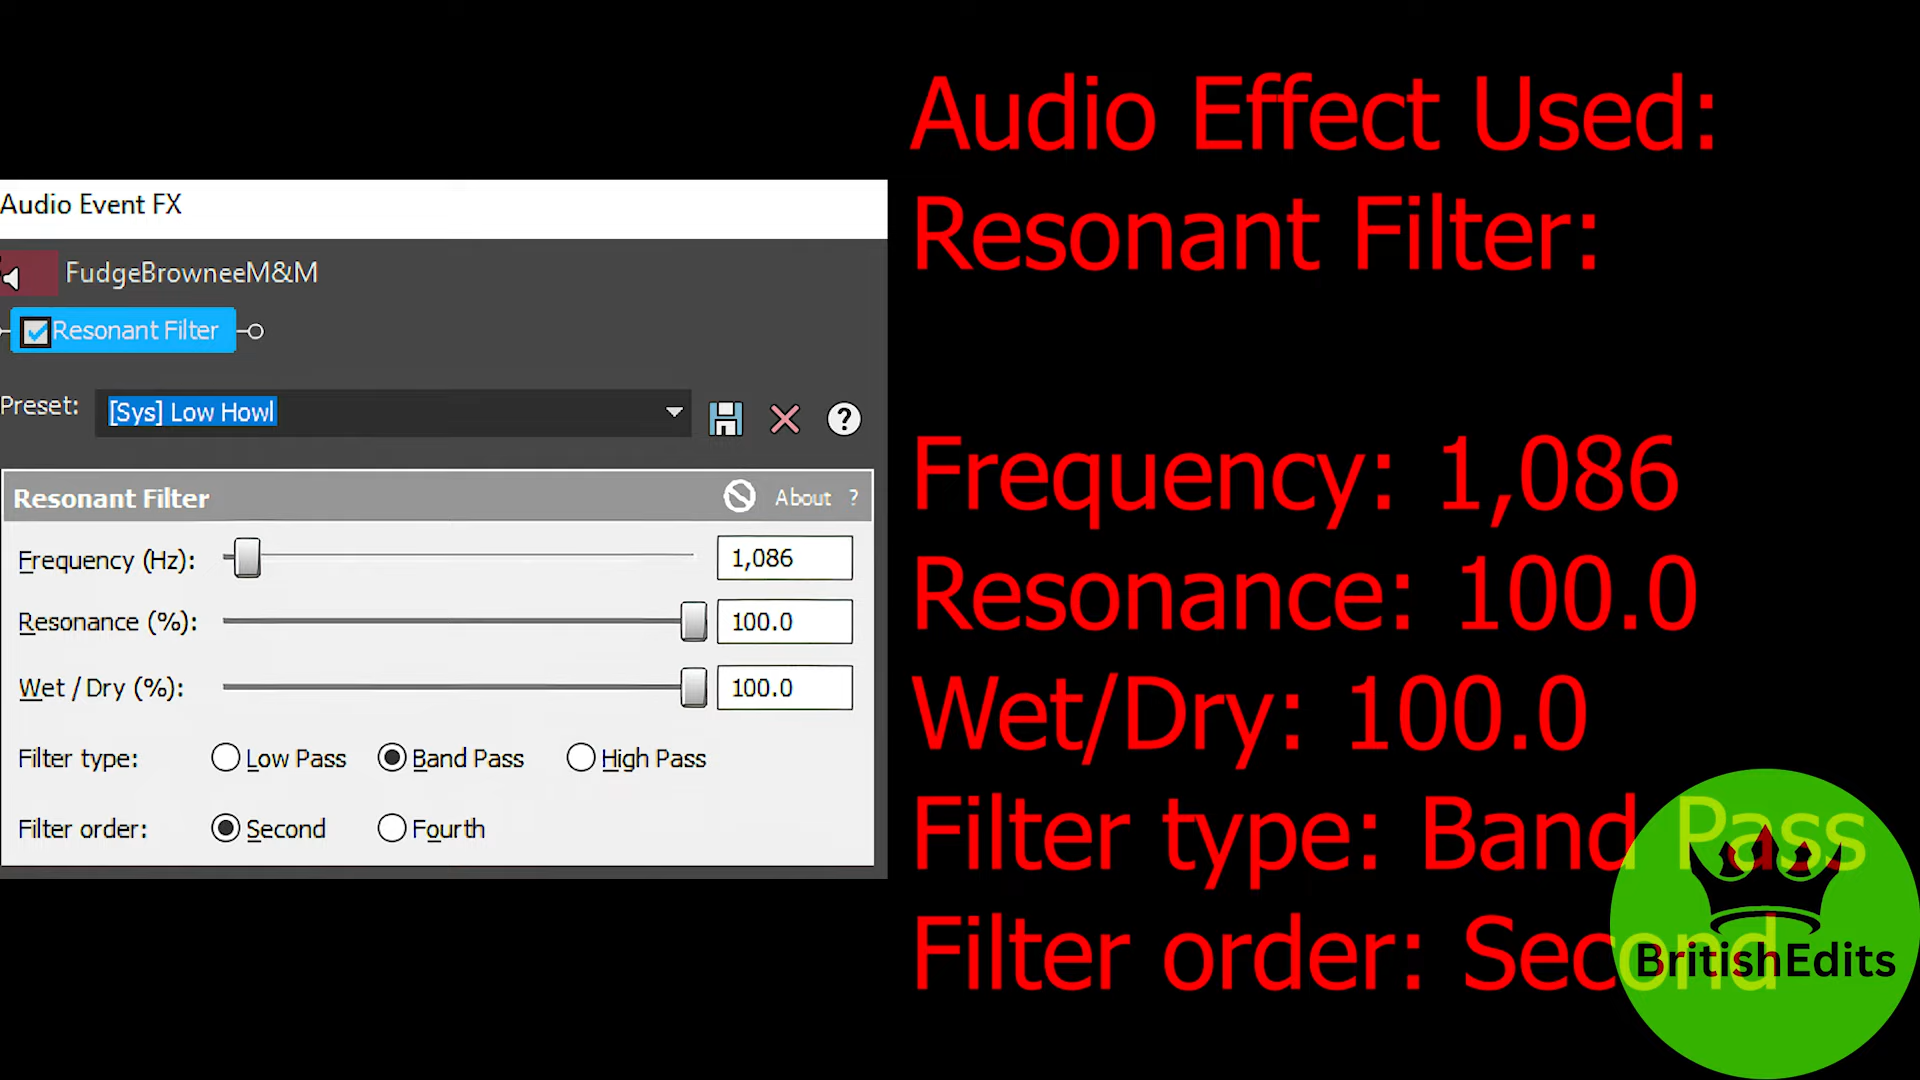 Audio Event FX
FudgeBrowneeM&M
Resonant Filter
Preset: [Sys] Low Howl
?
Resonant Filter About ?
Frequency (Hz): 1,086
Resonance (%): 100.0
Wet / Dry (%): 100.0
Filter type: Low Pass Band Pass High Pass
Filter order: Second Fourth
Audio Effect Used:
Resonant Filter:
Frequency: 1,086
Resonance: 100.0
Wet/Dry: 100.0
Filter type: Band Pass
Filter order: Second
BritishEdits